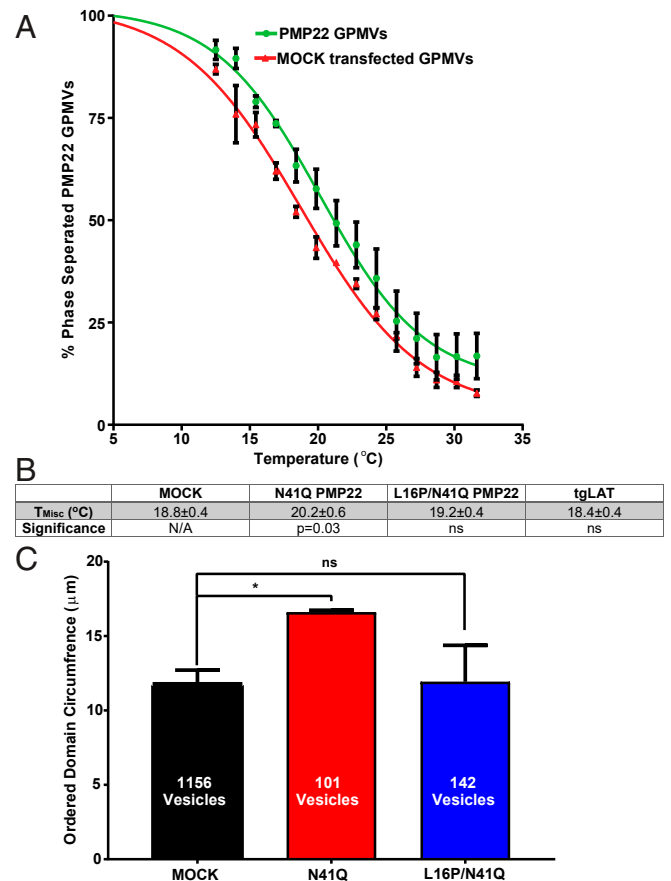 A
100
75
50
25
0
% Phase Seperated PMP22 GPMVs
PMP22 GPMVs
MOCK transfected GPMVs
5 10 15 20 25 30 35
Temperature (°C)
B
MOCK N41Q PMP22 L16P/N41Q PMP22 tgLAT
TMisc (°C) 18.8±0.4 20.2±0.6 19.2±0.4 18.4±0.4
Significance N/A p=0.03 ns ns
C
20
15
10
5
0
Ordered Domain Circumfrence (μm)
ns
*
1156 Vesicles
101 Vesicles
142 Vesicles
MOCK N41Q L16P/N41Q